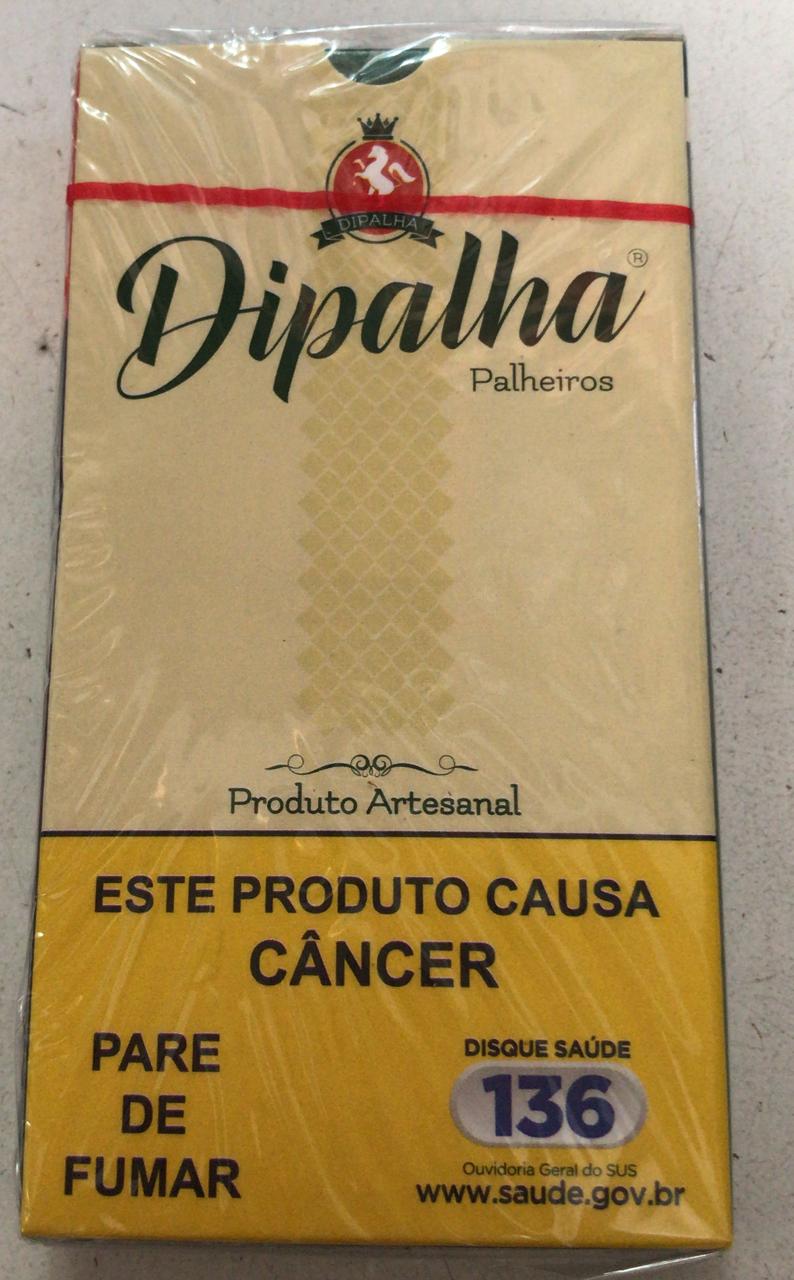 DIPALHA
Dipalha®
Palheiros
Produto Artesanal
ESTE PRODUTO CAUSA
CÂNCER
PARE
DE
FUMAR
DISQUE SAÚDE
136
Ouvidoria Geral do SUS
www.saude.gov.br